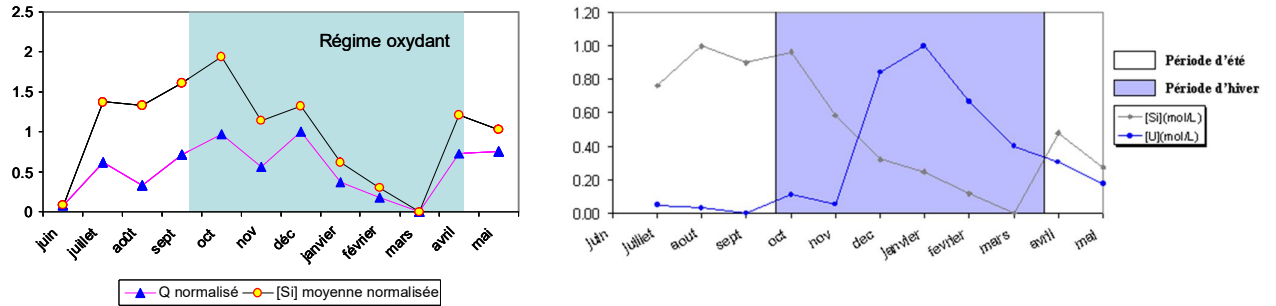 2.5
2
1.5
1
0.5
0
Régime oxydant
juin
juillet
août
sept
oct
nov
déc
janvier
février
mars
avril
mai
Q normalisé
[Si] moyenne normalisée
1.20
1.00
0.80
0.60
0.40
0.20
0.00
juin
juillet
aout
sept
oct
nov
dec
janvier
fevrier
mars
avril
mai
Période d'été
Période d'hiver
[Si](mol/L)
[U](mol/L)